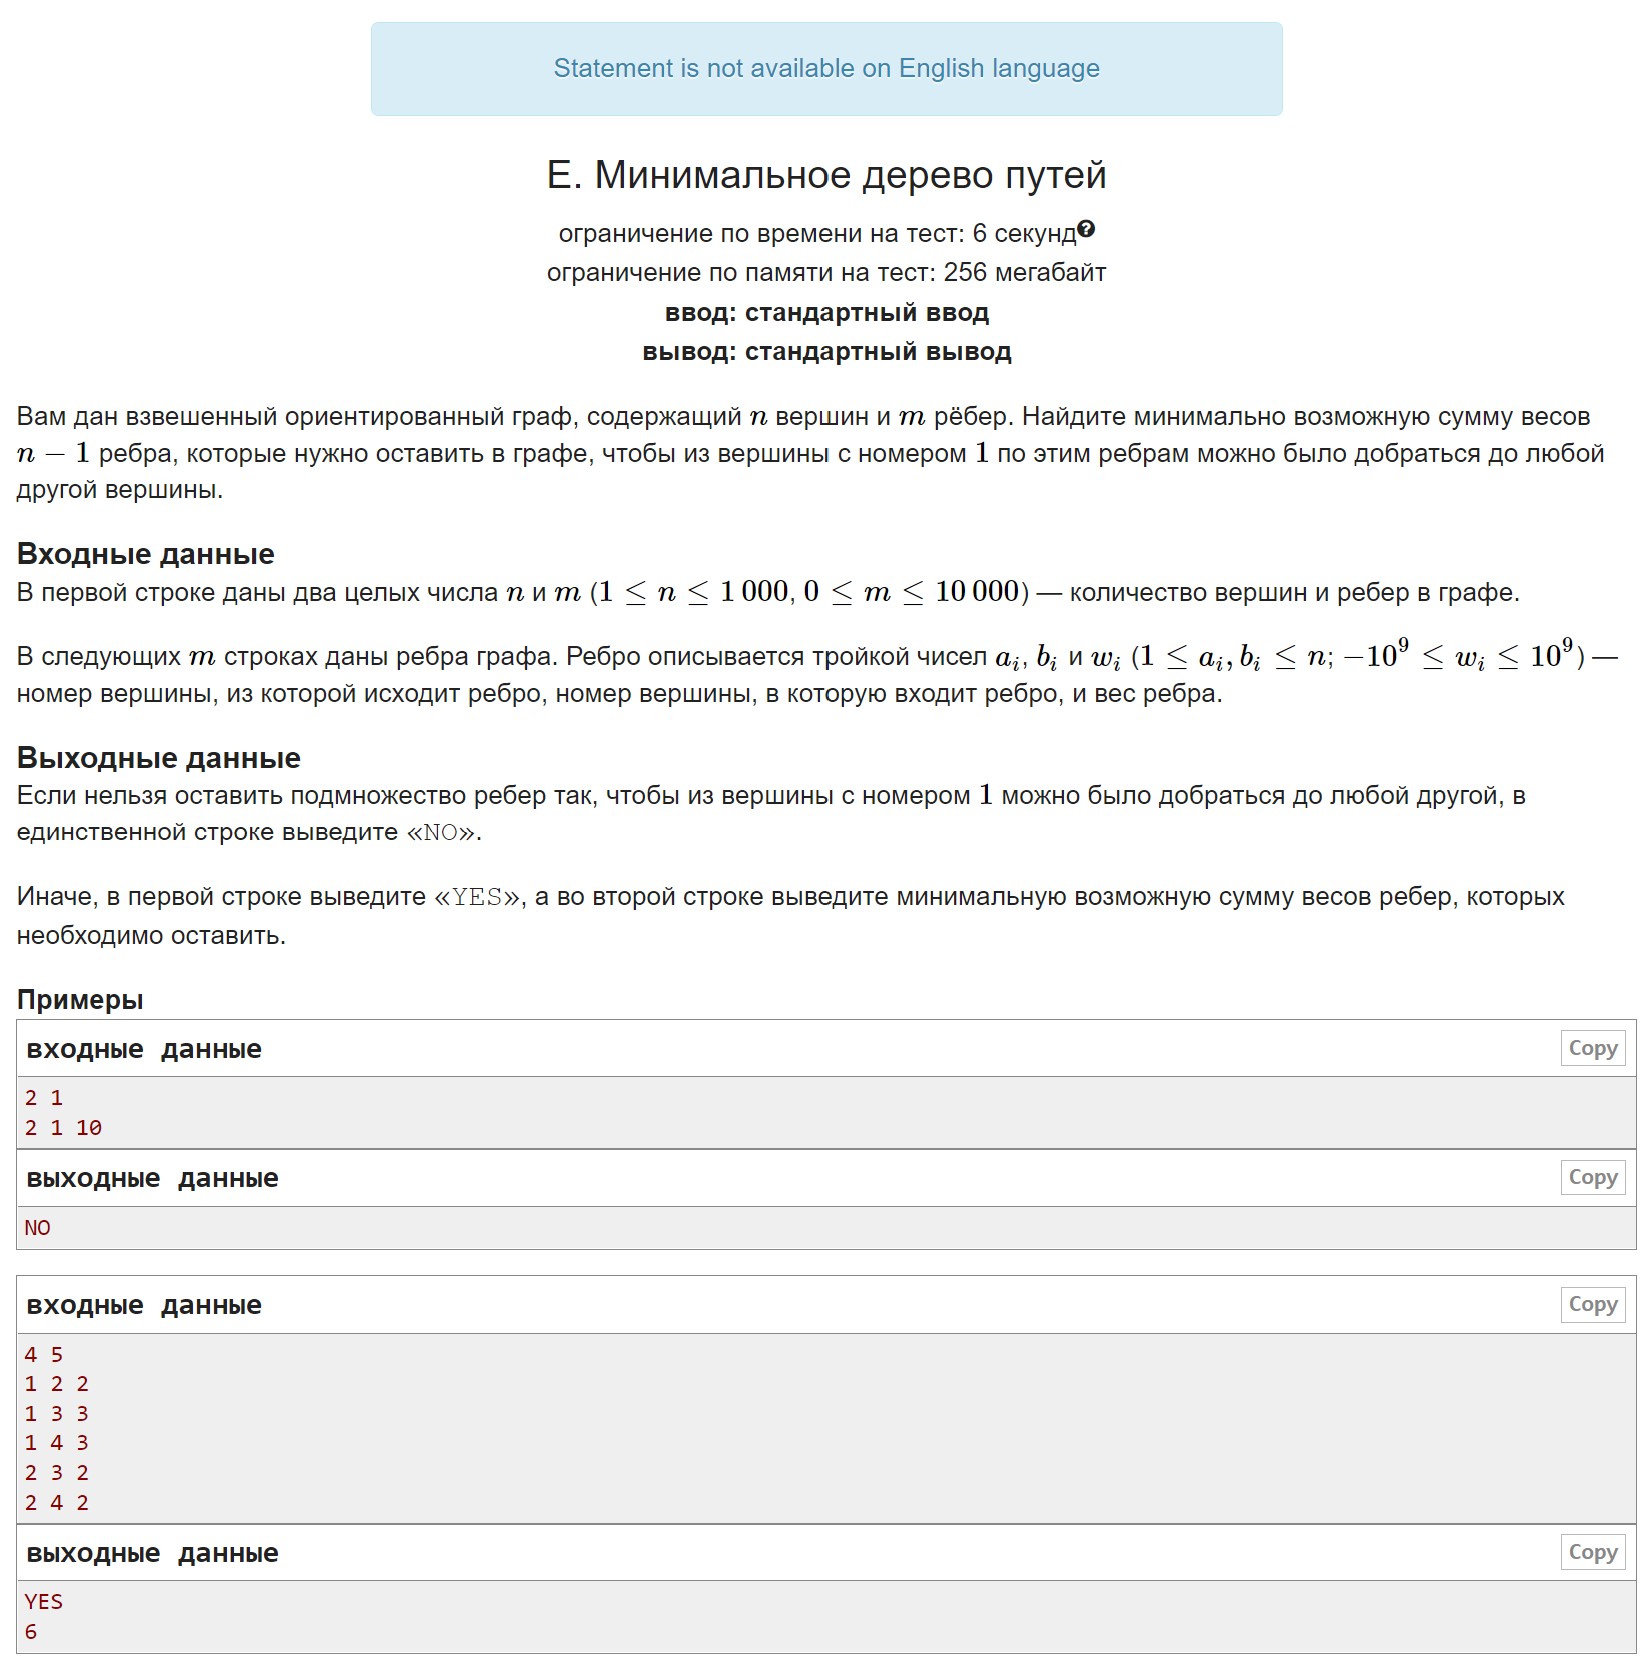 Statement is not available on English language
E. Минимальное дерево путей
ограничение по времени на тест: 6 секунд
ограничение по памяти на тест: 256 мегабайт
ввод: стандартный ввод
вывод: стандартный вывод
Вам дан взвешенный ориентированный граф, содержащий n вершин и m рёбер. Найдите минимально возможную сумму весов
n − 1 ребра, которые нужно оставить в графе, чтобы из вершины с номером 1 по этим ребрам можно было добраться до любой
другой вершины.
Входные данные
В первой строке даны два целых числа n и m (1 ≤ n ≤ 1 000, 0 ≤ m ≤ 10 000) — количество вершин и ребер в графе.
В следующих m строках даны ребра графа. Ребро описывается тройкой чисел a_i, b_i и w_i (1 ≤ a_i, b_i ≤ n; −10^9 ≤ w_i ≤ 10^9) —
номер вершины, из которой исходит ребро, номер вершины, в которую входит ребро, и вес ребра.
Выходные данные
Если нельзя оставить подмножество ребер так, чтобы из вершины с номером 1 можно было добраться до любой другой, в
единственной строке выведите «NO».
Иначе, в первой строке выведите «YES», а во второй строке выведите минимальную возможную сумму весов ребер, которых
необходимо оставить.
Примеры
входные данные Copy
2 1
2 1 10
выходные данные Copy
NO
входные данные Copy
4 5
1 2 2
1 3 3
1 4 3
2 3 2
2 4 2
выходные данные Copy
YES
6